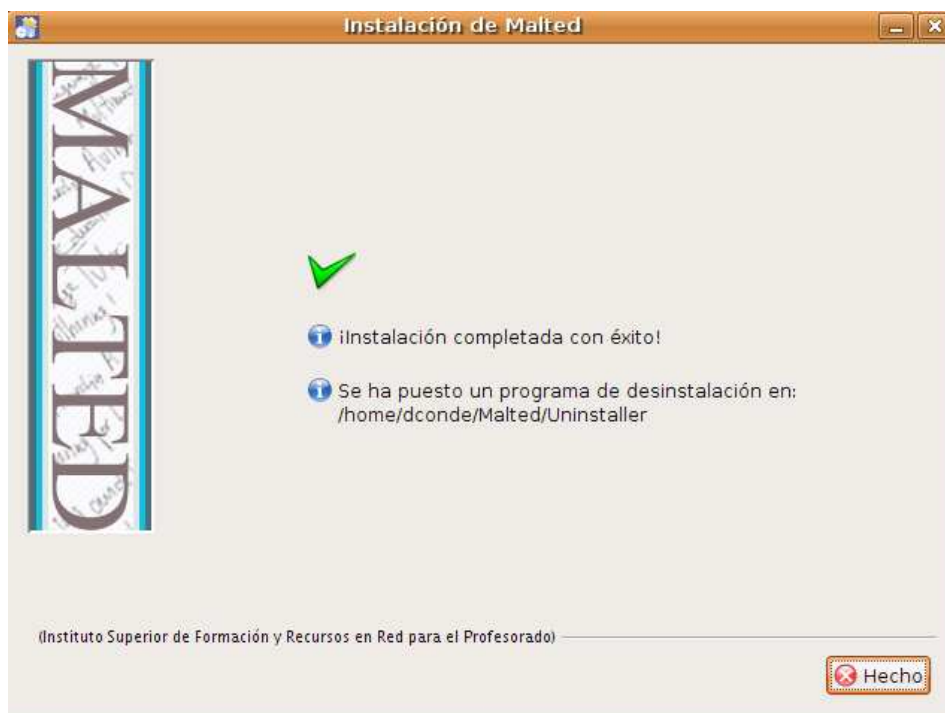 Instalación de Malted
MALTED
¡Instalación completada con éxito!
Se ha puesto un programa de desinstalación en:
/home/dconde/Malted/Uninstaller
(Instituto Superior de Formación y Recursos en Red para el Profesorado)
Hecho